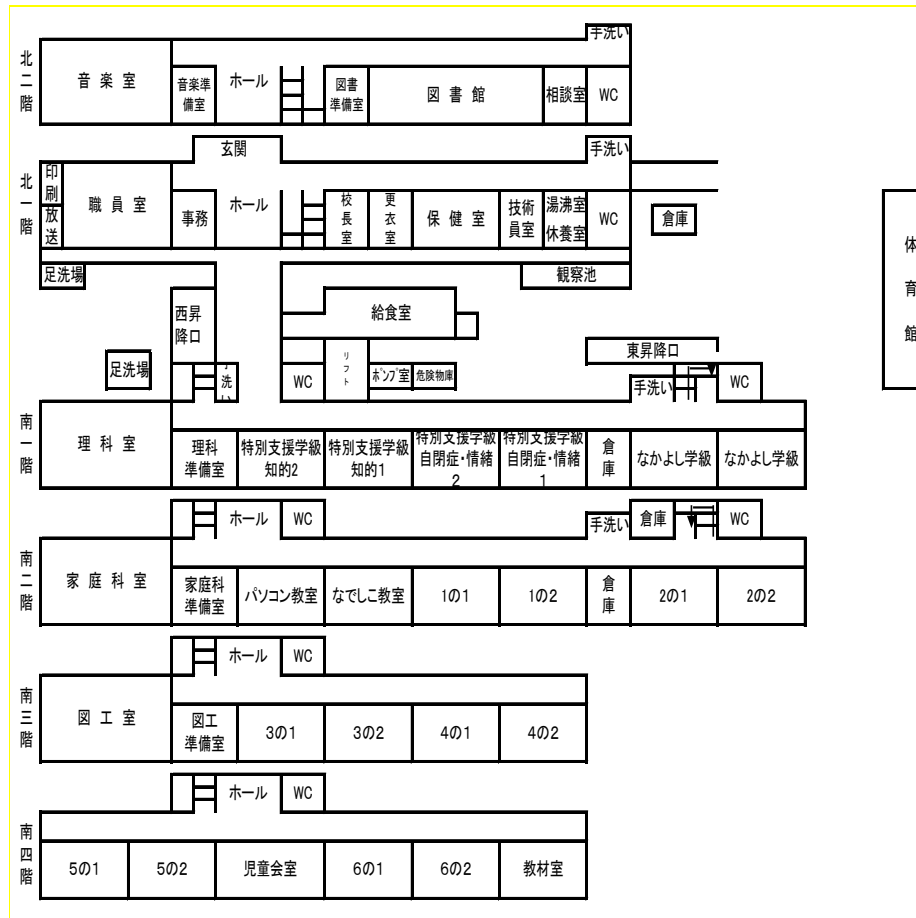 手洗い
北二階
音楽室
音楽準
備室
ホール
図書
準備室
図書館
相談室
WC
玄関
手洗い
北一階
印刷
放送
職員室
事務
ホール
校長室
更衣室
保健室
技術
員室
湯沸室
休養室
WC
倉庫
体育館
足洗場
観察池
西昇
降口
給食室
足洗場
手洗い
WC
リフト
ポンプ室
危険物庫
東昇降口
手洗い
WC
南一階
理科室
理科
準備室
特別支援学級
知的2
特別支援学級
知的1
特別支援学級
自閉症・情緒
2
特別支援学級
自閉症・情緒
1
倉庫
なかよし学級
なかよし学級
ホール
WC
手洗い
倉庫
WC
南二階
家庭科室
家庭科
準備室
パソコン教室
なでしこ教室
1の1
1の2
倉庫
2の1
2の2
ホール
WC
南三階
図工室
図工
準備室
3の1
3の2
4の1
4の2
ホール
WC
南四階
5の1
5の2
児童会室
6の1
6の2
教材室